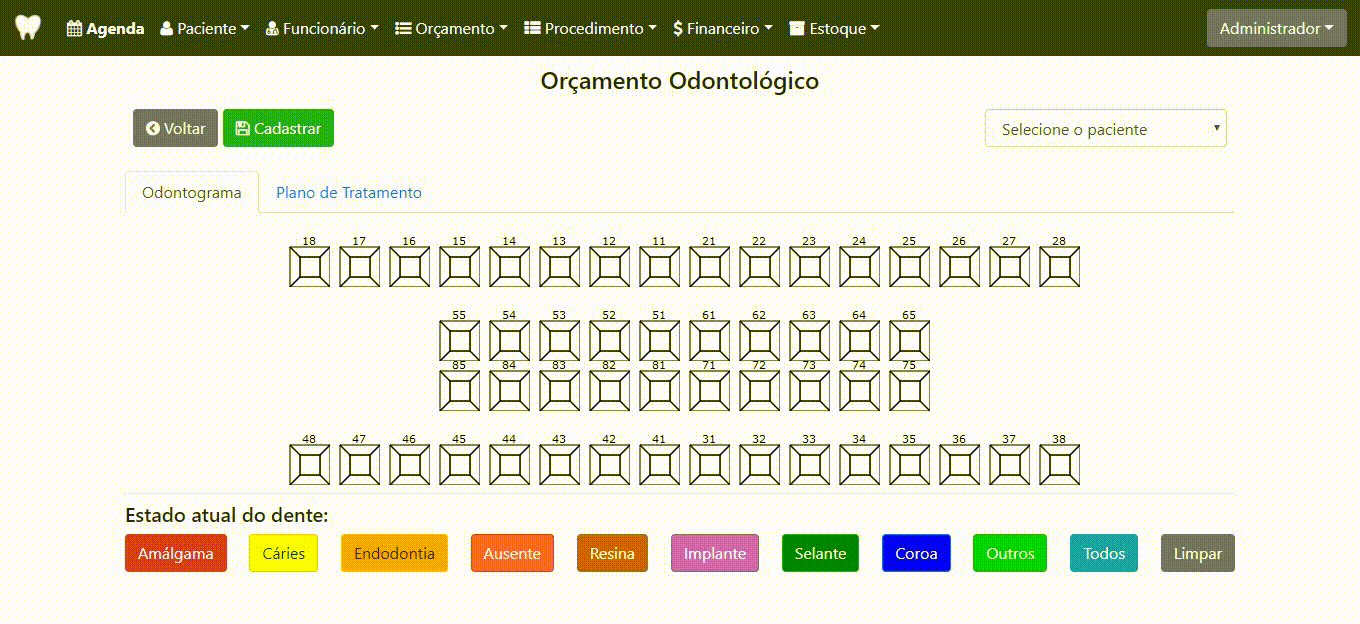 Agenda Paciente Funcionário Orçamento Procedimento $ Financeiro Estoque Administrador
Orçamento Odontológico
Voltar Cadastrar Selecione o paciente
Odontograma Plano de Tratamento
18 17 16 15 14 13 12 11 21 22 23 24 25 26 27 28
55 54 53 52 51 61 62 63 64 65
85 84 83 82 81 71 72 73 74 75
48 47 46 45 44 43 42 41 31 32 33 34 35 36 37 38
Estado atual do dente:
Amálgama Cáries Endodontia Ausente Resina Implante Selante Coroa Outros Todos Limpar